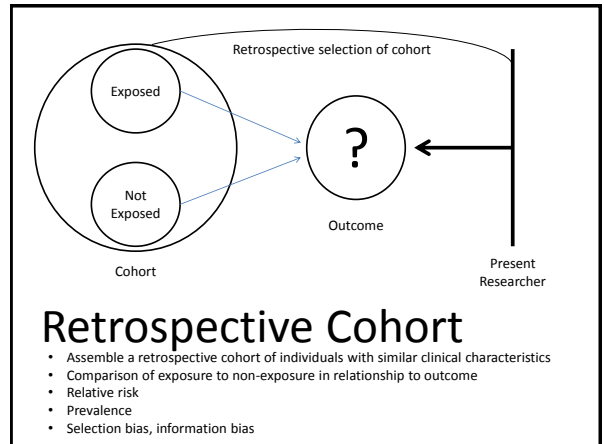 Retrospective selection of cohort
Exposed
Not
Exposed
?
Outcome
Cohort
Present
Researcher
Retrospective Cohort
• Assemble a retrospective cohort of individuals with similar clinical characteristics
• Comparison of exposure to non-exposure in relationship to outcome
• Relative risk
• Prevalence
• Selection bias, information bias